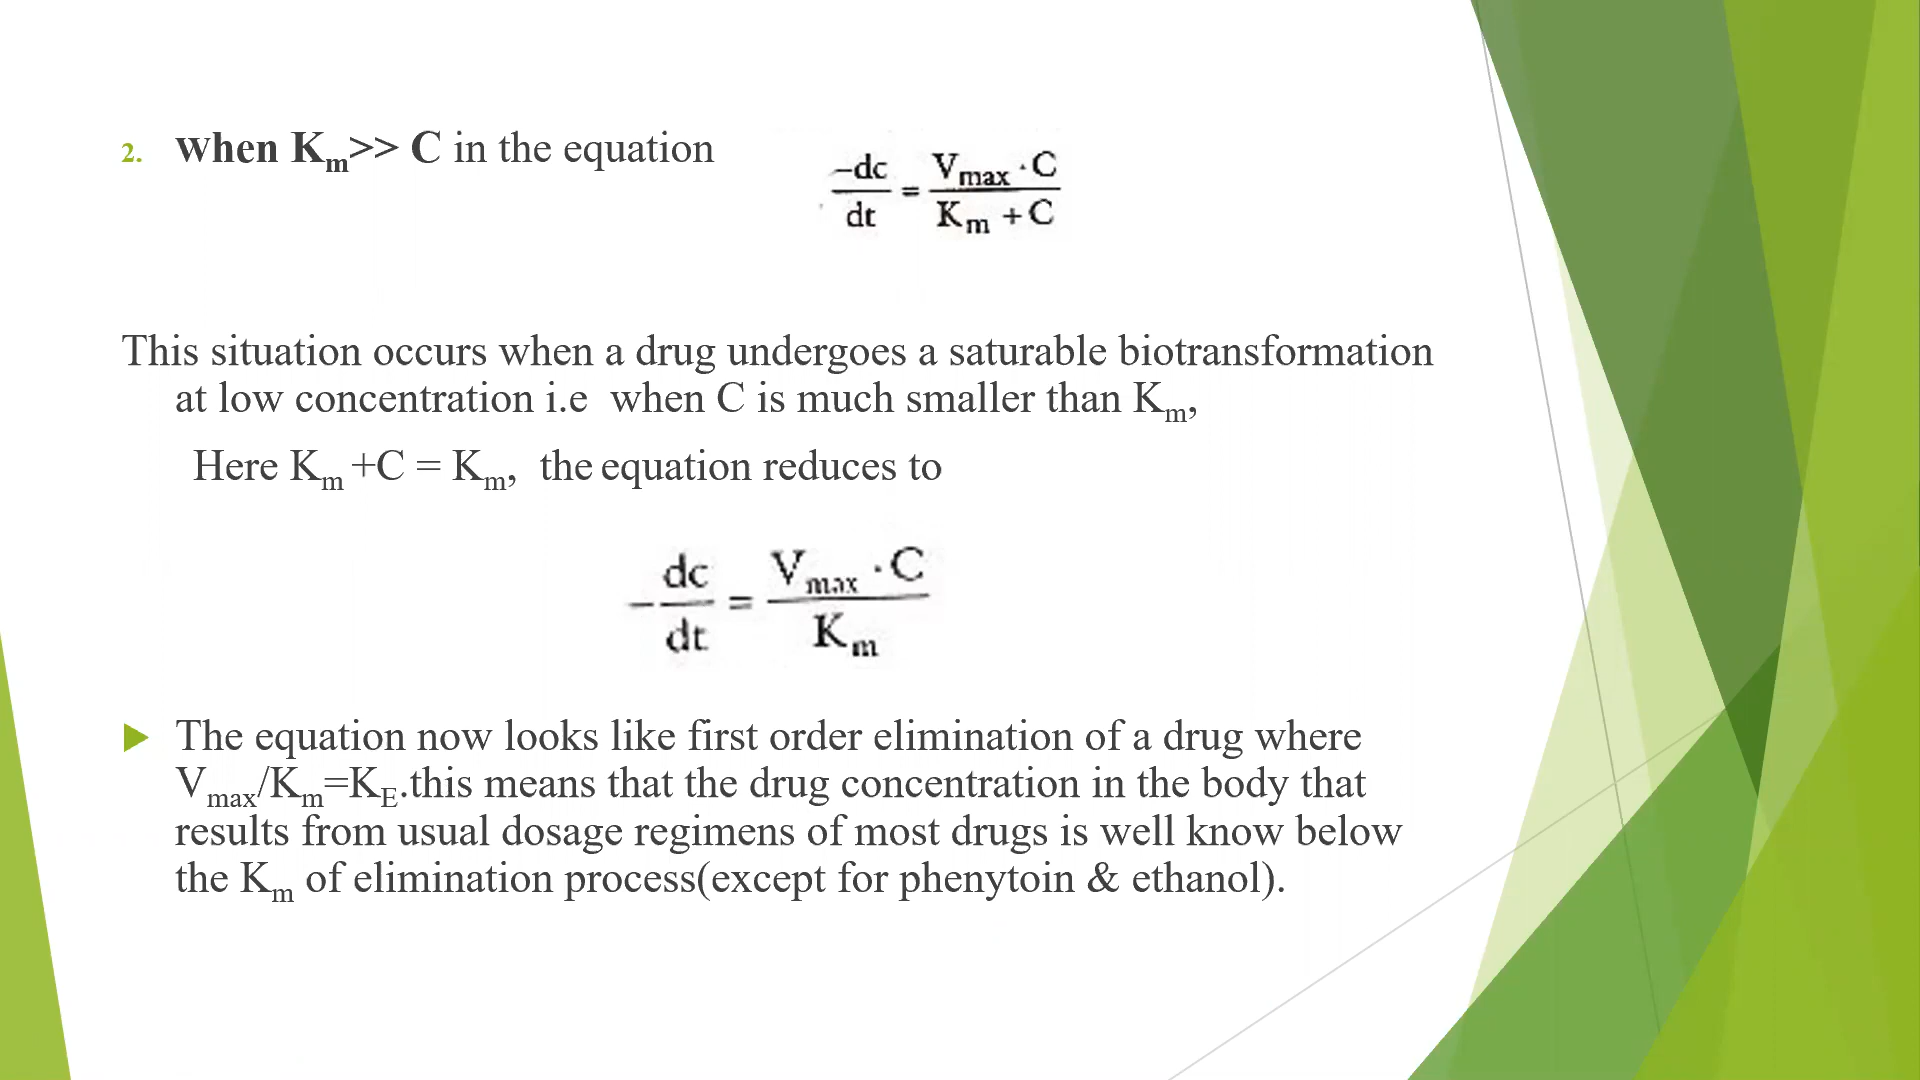 2. When Km>> C in the equation
-dc/dt = Vmax · C/Km + C
This situation occurs when a drug undergoes a saturable biotransformation
at low concentration i.e when C is much smaller than Km,
Here Km +C = Km, the equation reduces to
-dc/dt = Vmax · C/Km
The equation now looks like first order elimination of a drug where
Vmax/Km=KE.this means that the drug concentration in the body that
results from usual dosage regimens of most drugs is well know below
the Km of elimination process(except for phenytoin & ethanol).